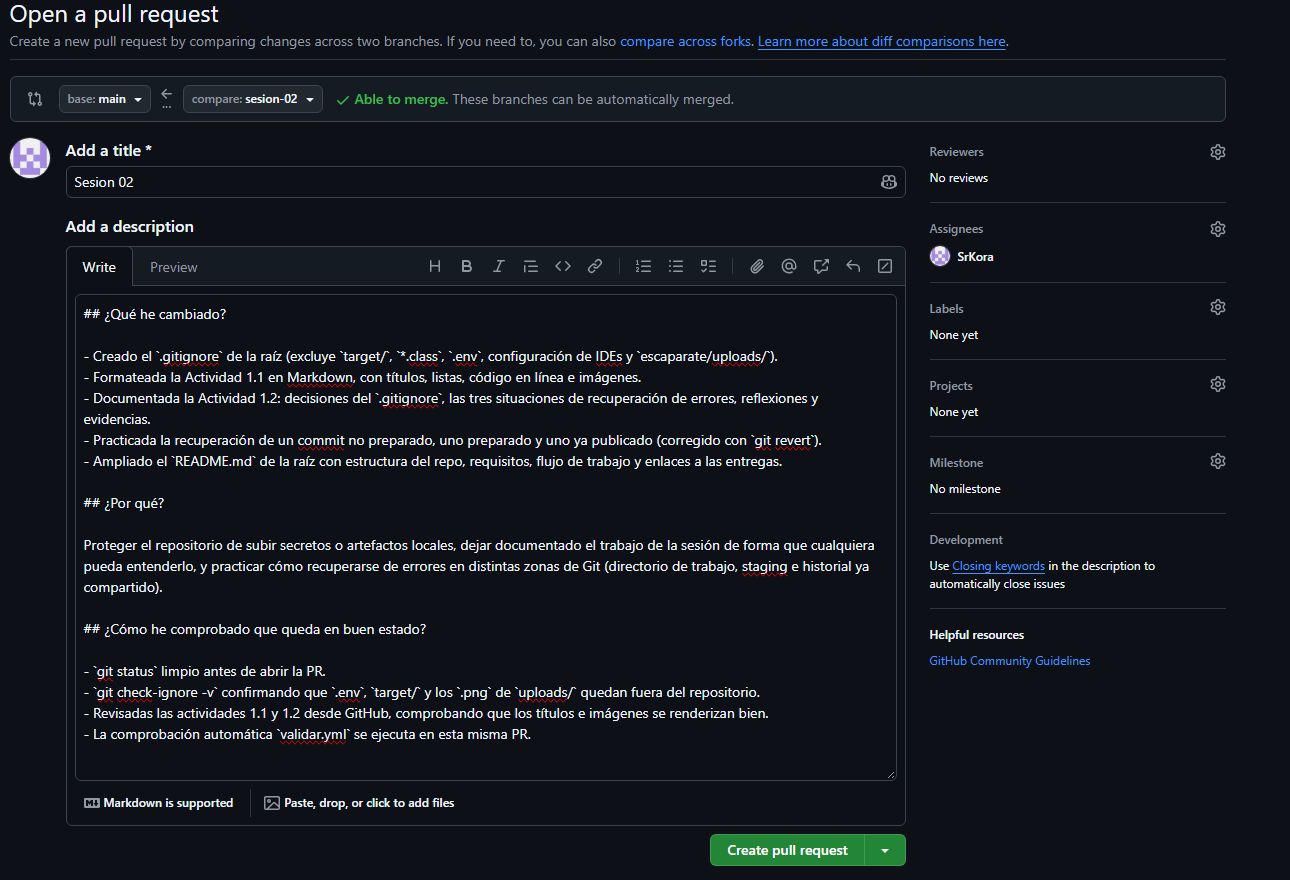 Open a pull request
Create a new pull request by comparing changes across two branches. If you need to, you can also compare across forks. Learn more about diff comparisons here.
base: main
compare: sesion-02
Able to merge. These branches can be automatically merged.
Add a title *
Sesion 02
Add a description
Write
Preview
## ¿Qué he cambiado?
- Creado el `.gitignore` de la raíz (excluye `target/`, `*.class`, `.env`, configuración de IDEs y `escaparate/uploads/`).
- Formateada la Actividad 1.1 en Markdown, con títulos, listas, código en línea e imágenes.
- Documentada la Actividad 1.2: decisiones del `.gitignore`, las tres situaciones de recuperación de errores, reflexiones y
evidencias.
- Practicada la recuperación de un commit no preparado, uno preparado y uno ya publicado (corregido con `git revert`).
- Ampliado el `README.md` de la raíz con estructura del repo, requisitos, flujo de trabajo y enlaces a las entregas.
## ¿Por qué?
Proteger el repositorio de subir secretos o artefactos locales, dejar documentado el trabajo de la sesión de forma que cualquiera
pueda entenderlo, y practicar cómo recuperarse de errores en distintas zonas de Git (directorio de trabajo, staging e historial ya
compartido).
## ¿Cómo he comprobado que queda en buen estado?
- `git status` limpio antes de abrir la PR.
- `git check-ignore -v` confirmando que `.env`, `target/` y los `.png` de `uploads/` quedan fuera del repositorio.
- Revisadas las actividades 1.1 y 1.2 desde GitHub, comprobando que los títulos e imágenes se renderizan bien.
- La comprobación automática `validar.yml` se ejecuta en esta misma PR.
Markdown is supported
Paste, drop, or click to add files
Create pull request
Reviewers
No reviews
Assignees
SrKora
Labels
None yet
Projects
None yet
Milestone
No milestone
Development
Use Closing keywords in the description to
automatically close issues
Helpful resources
GitHub Community Guidelines